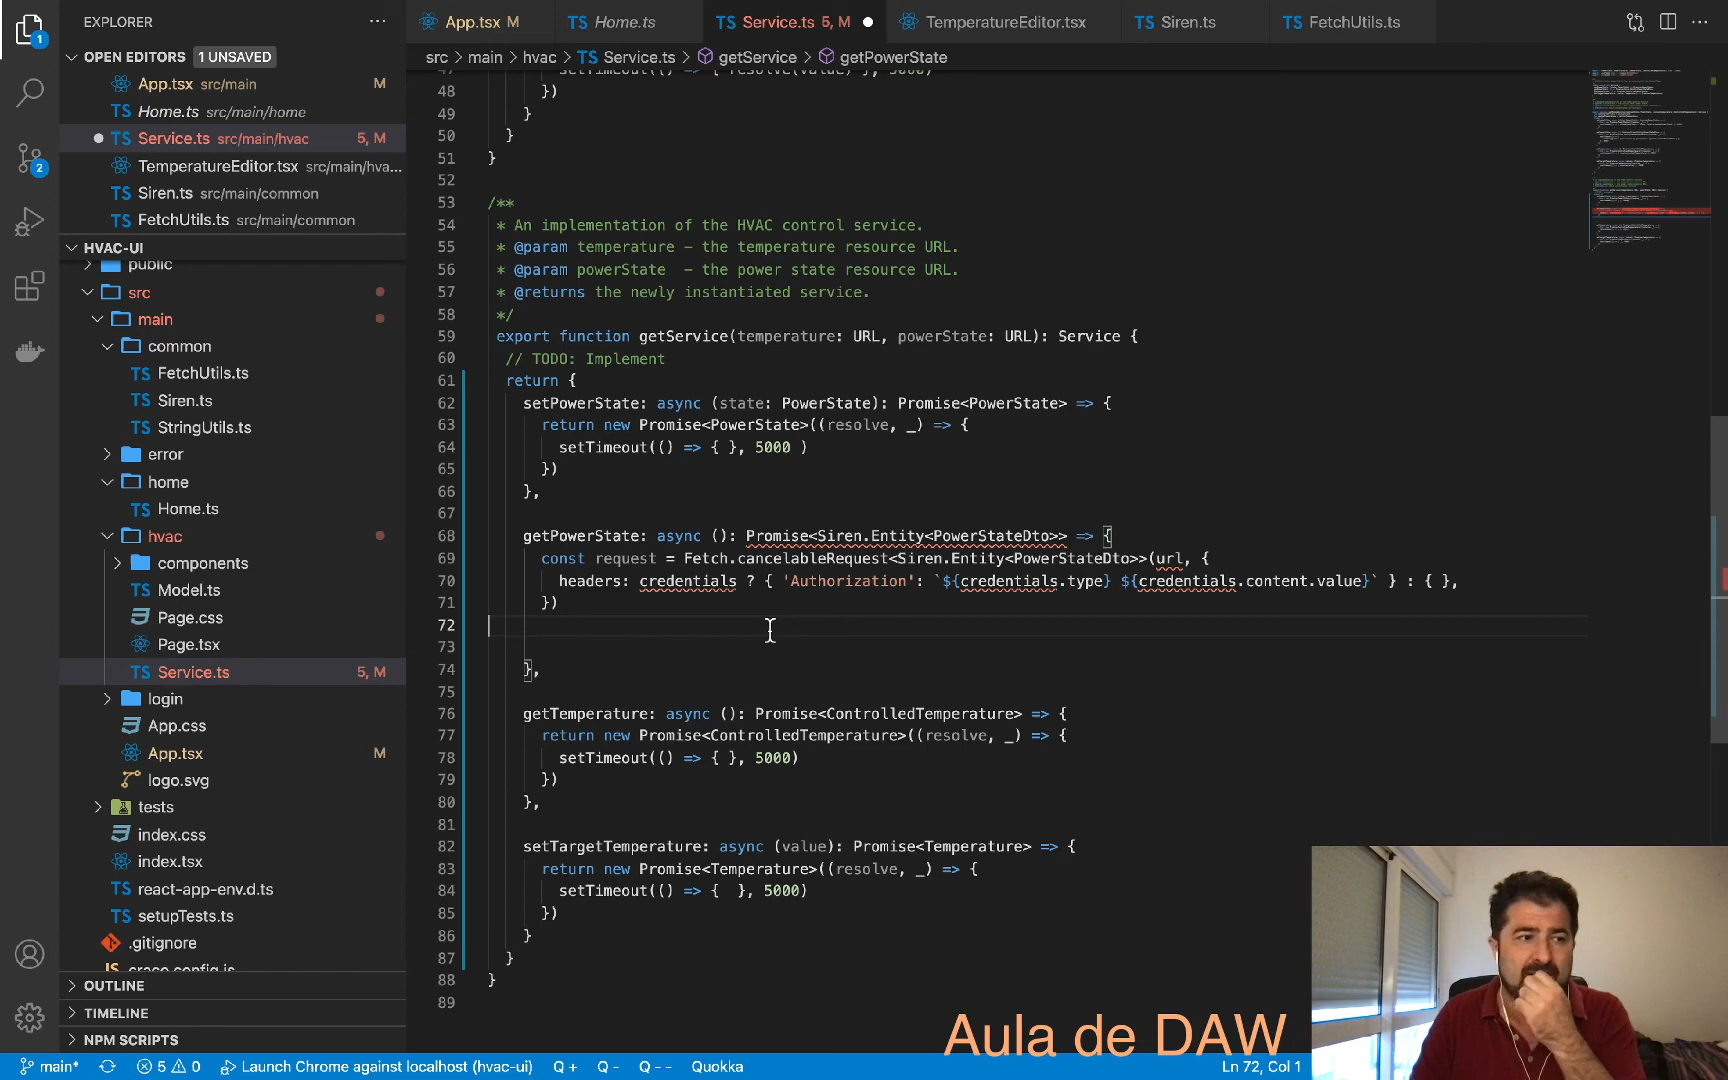 EXPLORER
OPEN EDITORS 1 UNSAVED
App.tsx src/main M
TS Home.ts src/main/home
TS Service.ts src/main/hvac 5, M
TemperatureEditor.tsx src/main/hva...
TS Siren.ts src/main/common
TS FetchUtils.ts src/main/common
HVAC-UI
public
src
main
common
TS FetchUtils.ts
TS Siren.ts
TS StringUtils.ts
error
home
TS Home.ts
hvac
components
TS Model.ts
Page.css
Page.tsx
TS Service.ts 5, M
login
App.css
App.tsx M
logo.svg
tests
index.css
index.tsx
TS react-app-env.d.ts
TS setupTests.ts
.gitignore
craco.config.js
OUTLINE
TIMELINE
NPM SCRIPTS
1
2
App.tsx M TS Home.ts TS Service.ts 5, M TemperatureEditor.tsx TS Siren.ts TS FetchUtils.ts
src > main > hvac > TS Service.ts > getService > getPowerState
47 setTimeout(() => { resolve(value) }, 5000)
48 })
49 }
50 }
51 }
52
53 /**
54 * An implementation of the HVAC control service.
55 * @param temperature - the temperature resource URL.
56 * @param powerState  - the power state resource URL.
57 * @returns the newly instantiated service.
58 */
59 export function getService(temperature: URL, powerState: URL): Service {
60 // TODO: Implement
61 return {
62 setPowerState: async (state: PowerState): Promise<PowerState> => {
63 return new Promise<PowerState>((resolve, _) => {
64 setTimeout(() => { }, 5000 )
65 })
66 },
67
68 getPowerState: async (): Promise<Siren.Entity<PowerStateDto>> => {
69 const request = Fetch.cancelableRequest<Siren.Entity<PowerStateDto>>(url, {
70 headers: credentials ? { 'Authorization': `${credentials.type} ${credentials.content.value}` } : { },
71 })
72
73
74 },
75
76 getTemperature: async (): Promise<ControlledTemperature> => {
77 return new Promise<ControlledTemperature>((resolve, _) => {
78 setTimeout(() => { }, 5000)
79 })
80 },
81
82 setTargetTemperature: async (value): Promise<Temperature> => {
83 return new Promise<Temperature>((resolve, _) => {
84 setTimeout(() => {  }, 5000)
85 })
86 }
87 }
88 }
89
Aula de DAW
main* 5 0 Launch Chrome against localhost (hvac-ui) Q + Q - Q -- Quokka Ln 72, Col 1